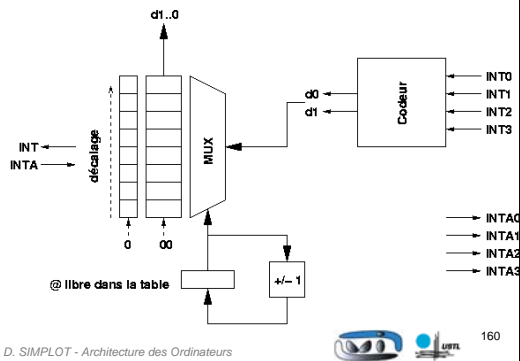 d1..0
INT
INTA
décalage
MUX
0
00
@ libre dans la table
+/- 1
d0
d1
Codeur
INT0
INT1
INT2
INT3
INTA0
INTA1
INTA2
INTA3
D. SIMPLOT - Architecture des Ordinateurs
USTL
160